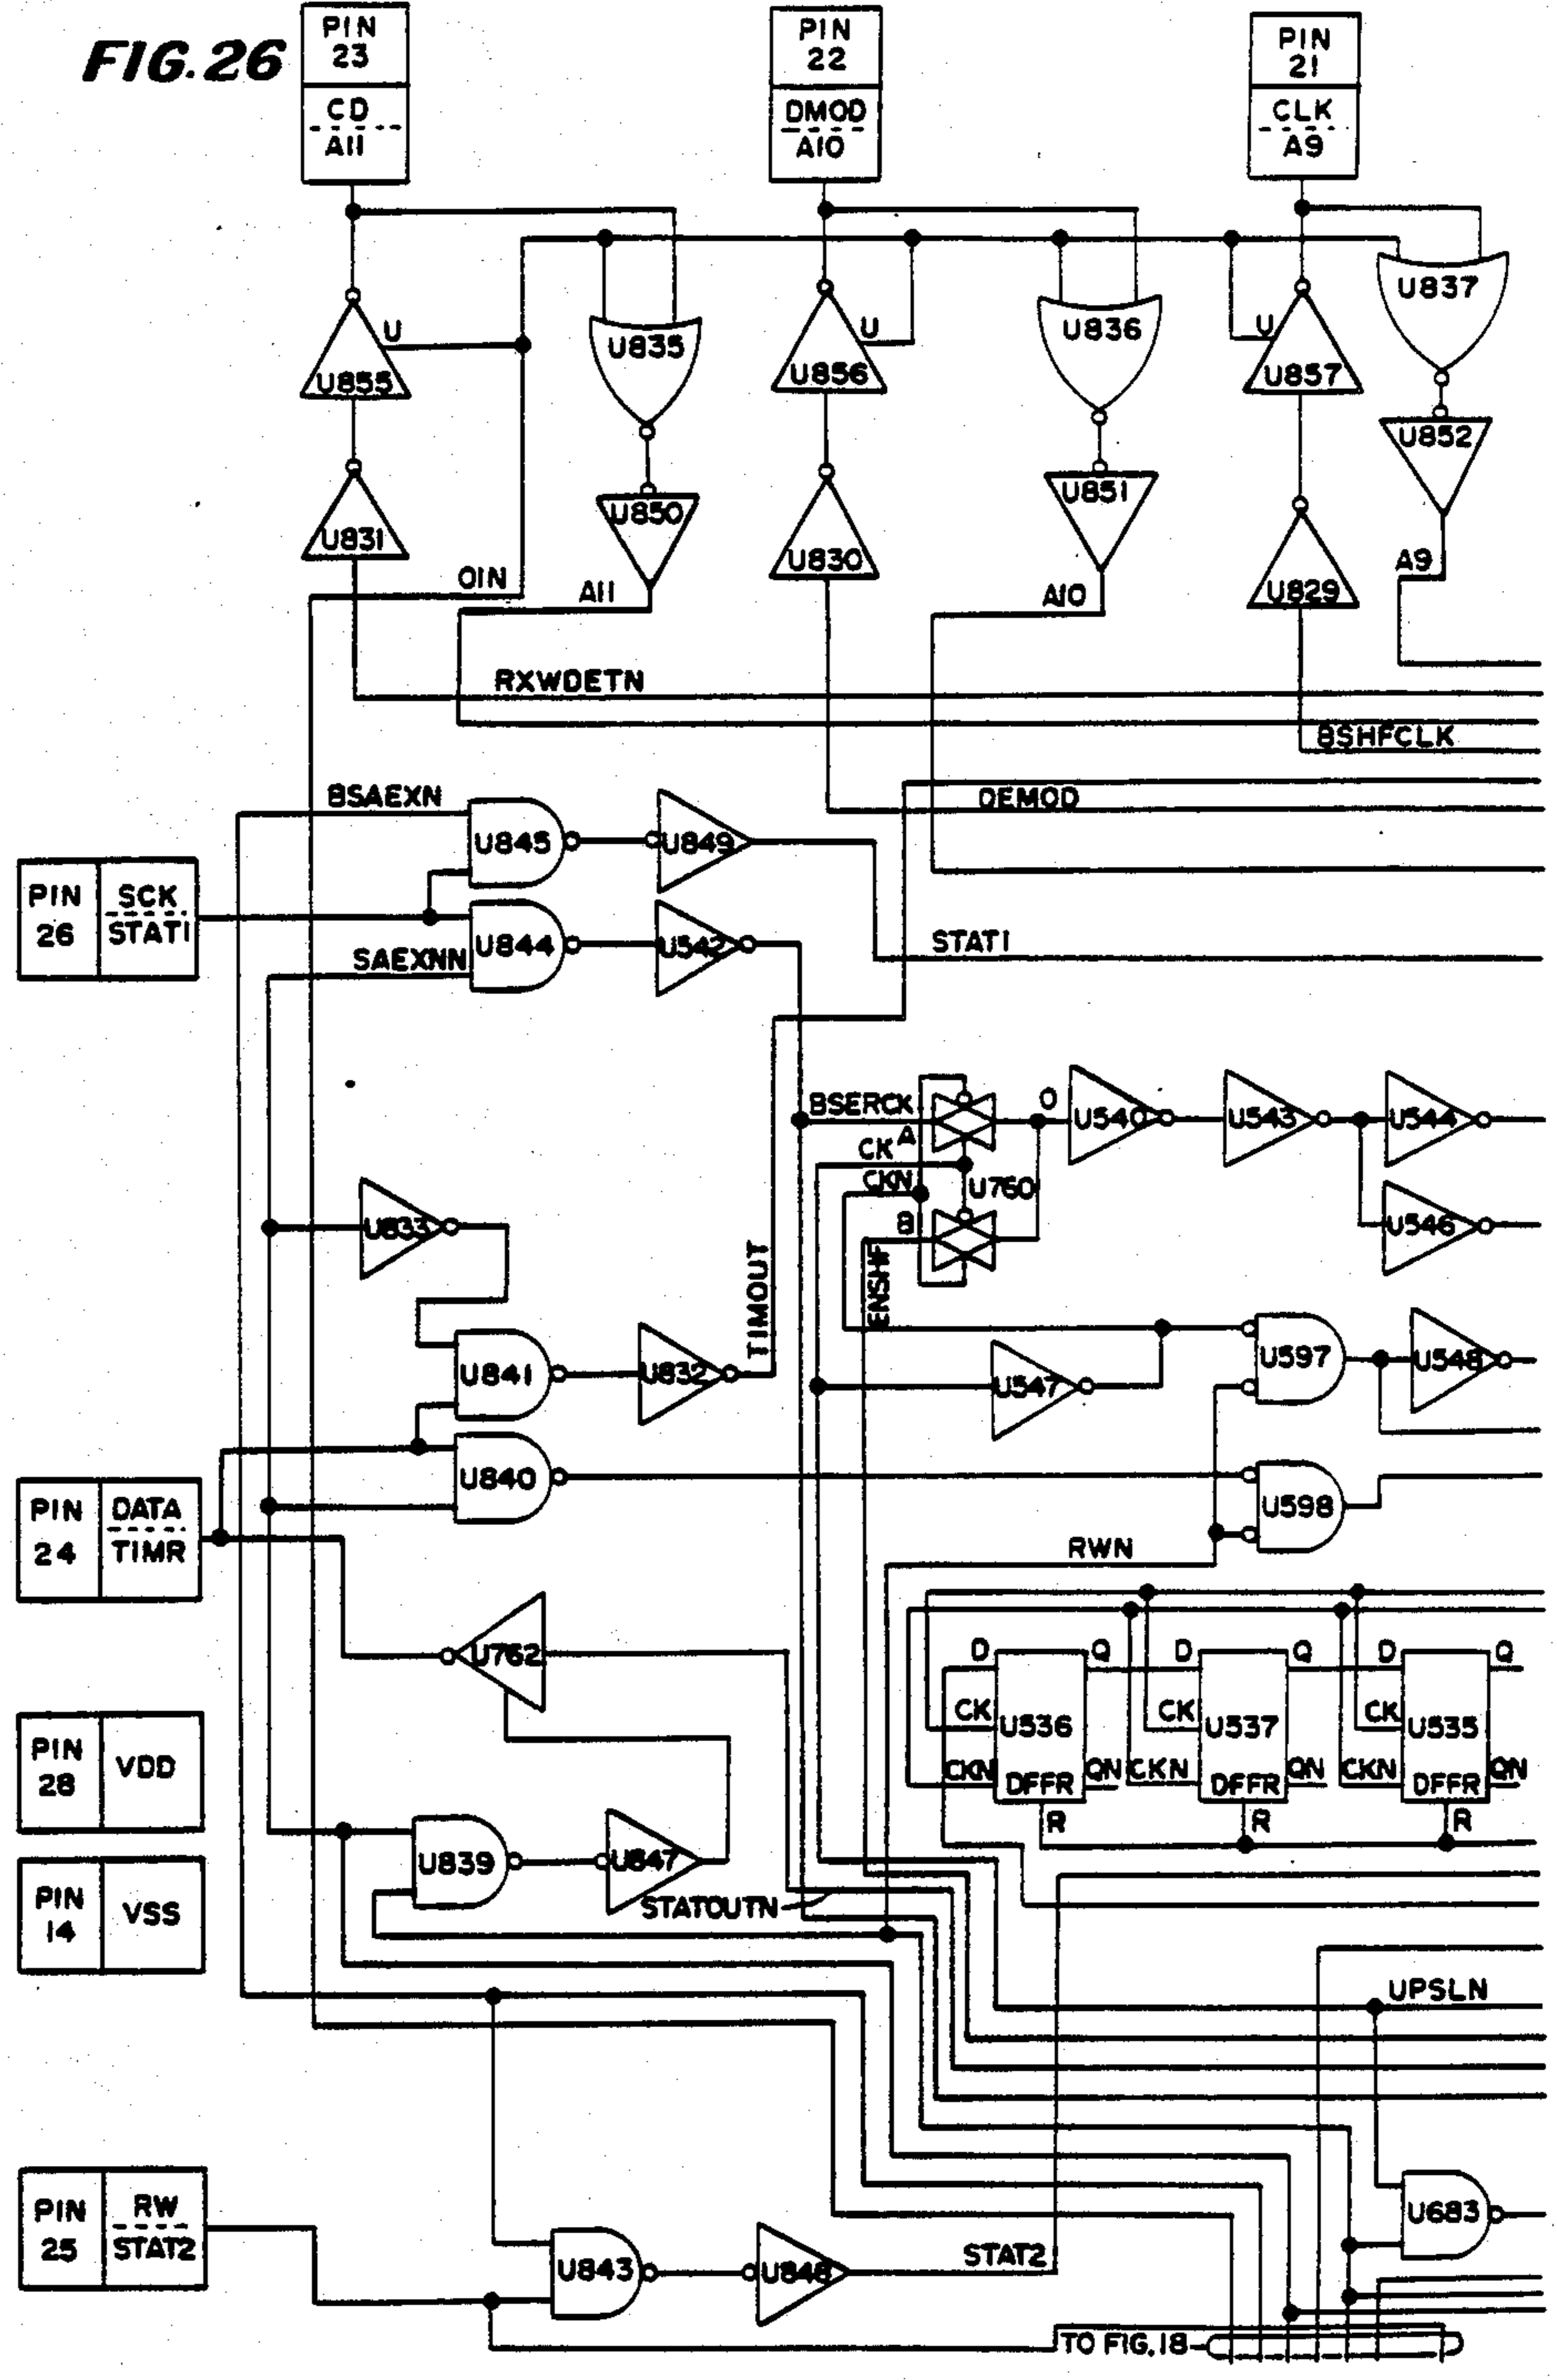 FIG.26
PIN
23
CD
A11
PIN
22
DMOD
A10
PIN
21
CLK
A9
U855
U
U835
U856
U
U836
U
U857
U837
U831
U850
U830
U851
U829
U852
OIN
A11
A10
A9
RXWDETN
BSHFCLK
DEMOD
BSAEXN
U845
U849
PIN
26
SCK
STAT1
SAEXNN
U844
U542
STAT1
BSERCK
A
O
U540
U543
U544
CK
CKN
U760
B
U546
ENSHF
U833
TIMOUT
U841
U832
U547
U597
U548
U840
U598
PIN
24
DATA
TIMR
RWN
U762
D
Q
D
Q
D
Q
CK
U536
CK
U537
CK
U535
CKN
DFFR
QN
CKN
DFFR
QN
CKN
DFFR
QN
R
R
R
PIN
28
VDD
U839
U847
STATOUTN
PIN
14
VSS
UPSLN
U683
PIN
25
RW
STAT2
U843
U848
STAT2
TO FIG.18